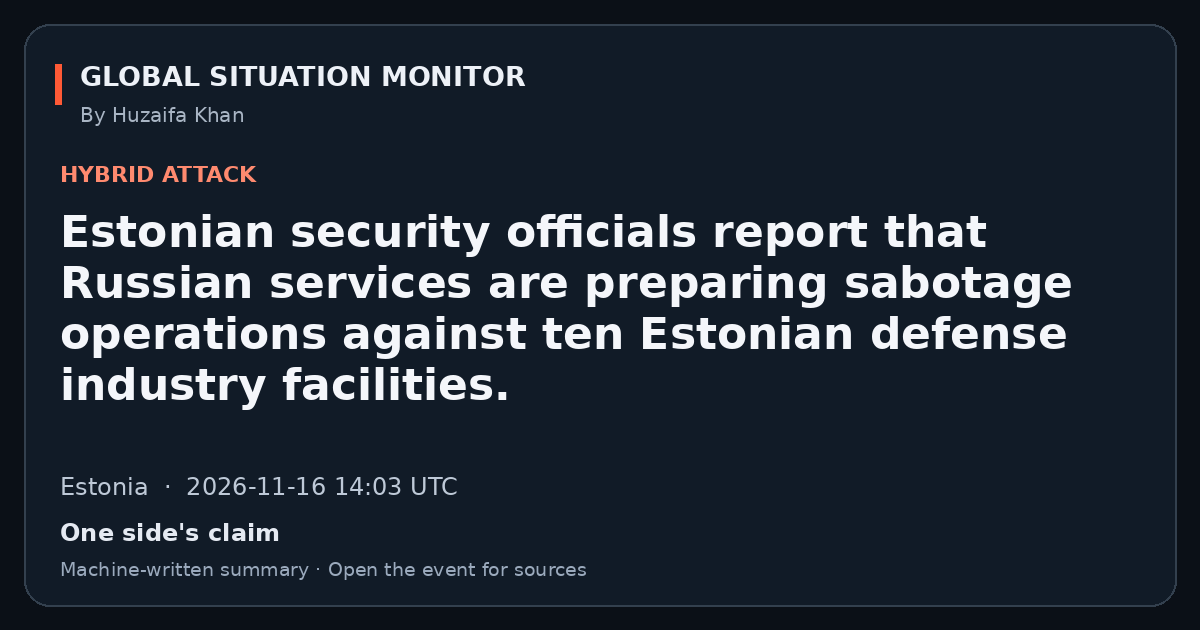 GLOBAL SITUATION MONITOR
By Huzaifa Khan
HYBRID ATTACK
Estonian security officials report that
Russian services are preparing sabotage
operations against ten Estonian defense
industry facilities.
Estonia · 2026-11-16 14:03 UTC
One side's claim
Machine-written summary · Open the event for sources